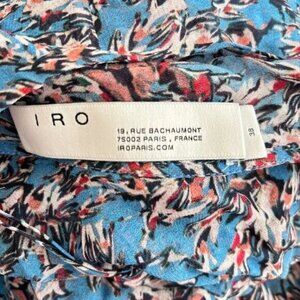 IRO
19, RUE BACHAUMONT
75002 PARIS, FRANCE
IROPARIS.COM
38